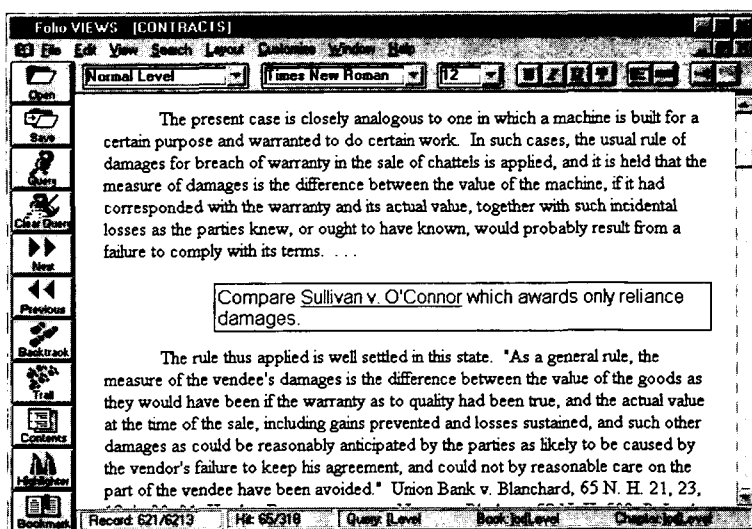 Folio VIEWS [CONTRACTS]
File Edit View Search Layout Customize Window Help
Normal Level Times New Roman 12
Open
Save
Query
Clear Query
Next
Previous
Backtrack
Trail
Contents
Highlighter
Bookmark
The present case is closely analogous to one in which a machine is built for a
certain purpose and warranted to do certain work. In such cases, the usual rule of
damages for breach of warranty in the sale of chattels is applied, and it is held that the
measure of damages is the difference between the value of the machine, if it had
corresponded with the warranty and its actual value, together with such incidental
losses as the parties knew, or ought to have known, would probably result from a
failure to comply with its terms. . . .
Compare Sullivan v. O'Connor which awards only reliance
damages.
The rule thus applied is well settled in this state. "As a general rule, the
measure of the vendee's damages is the difference between the value of the goods as
they would have been if the warranty as to quality had been true, and the actual value
at the time of the sale, including gains prevented and losses sustained, and such other
damages as could be reasonably anticipated by the parties as likely to be caused by
the vendor's failure to keep his agreement, and could not by reasonable care on the
part of the vendee have been avoided." Union Bank v. Blanchard, 65 N. H. 21, 23,
Record: 621/6213 Hit: 65/318 Query: [Level Book: Level Chapter: Level